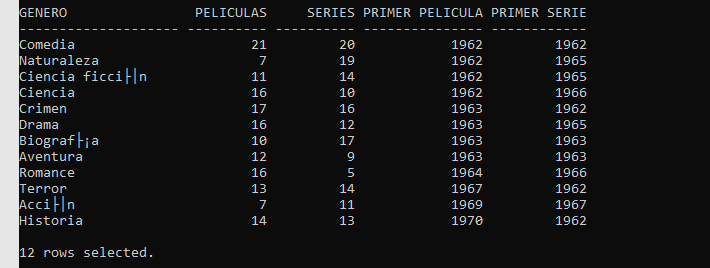 GENERO                PELICULAS     SERIES PRIMER PELICULA PRIMER SERIE
-------------------- ---------- ---------- --------------- ------------
Comedia                      21         20            1962         1962
Naturaleza                    7         19            1962         1965
Ciencia ficci├│n             11         14            1962         1965
Ciencia                      16         10            1962         1966
Crimen                       17         16            1963         1962
Drama                        16         12            1963         1965
Biograf├¡a                   10         17            1963         1963
Aventura                     12          9            1963         1963
Romance                      16          5            1964         1966
Terror                       13         14            1967         1962
Acci├│n                       7         11            1969         1967
Historia                     14         13            1970         1962
12 rows selected.